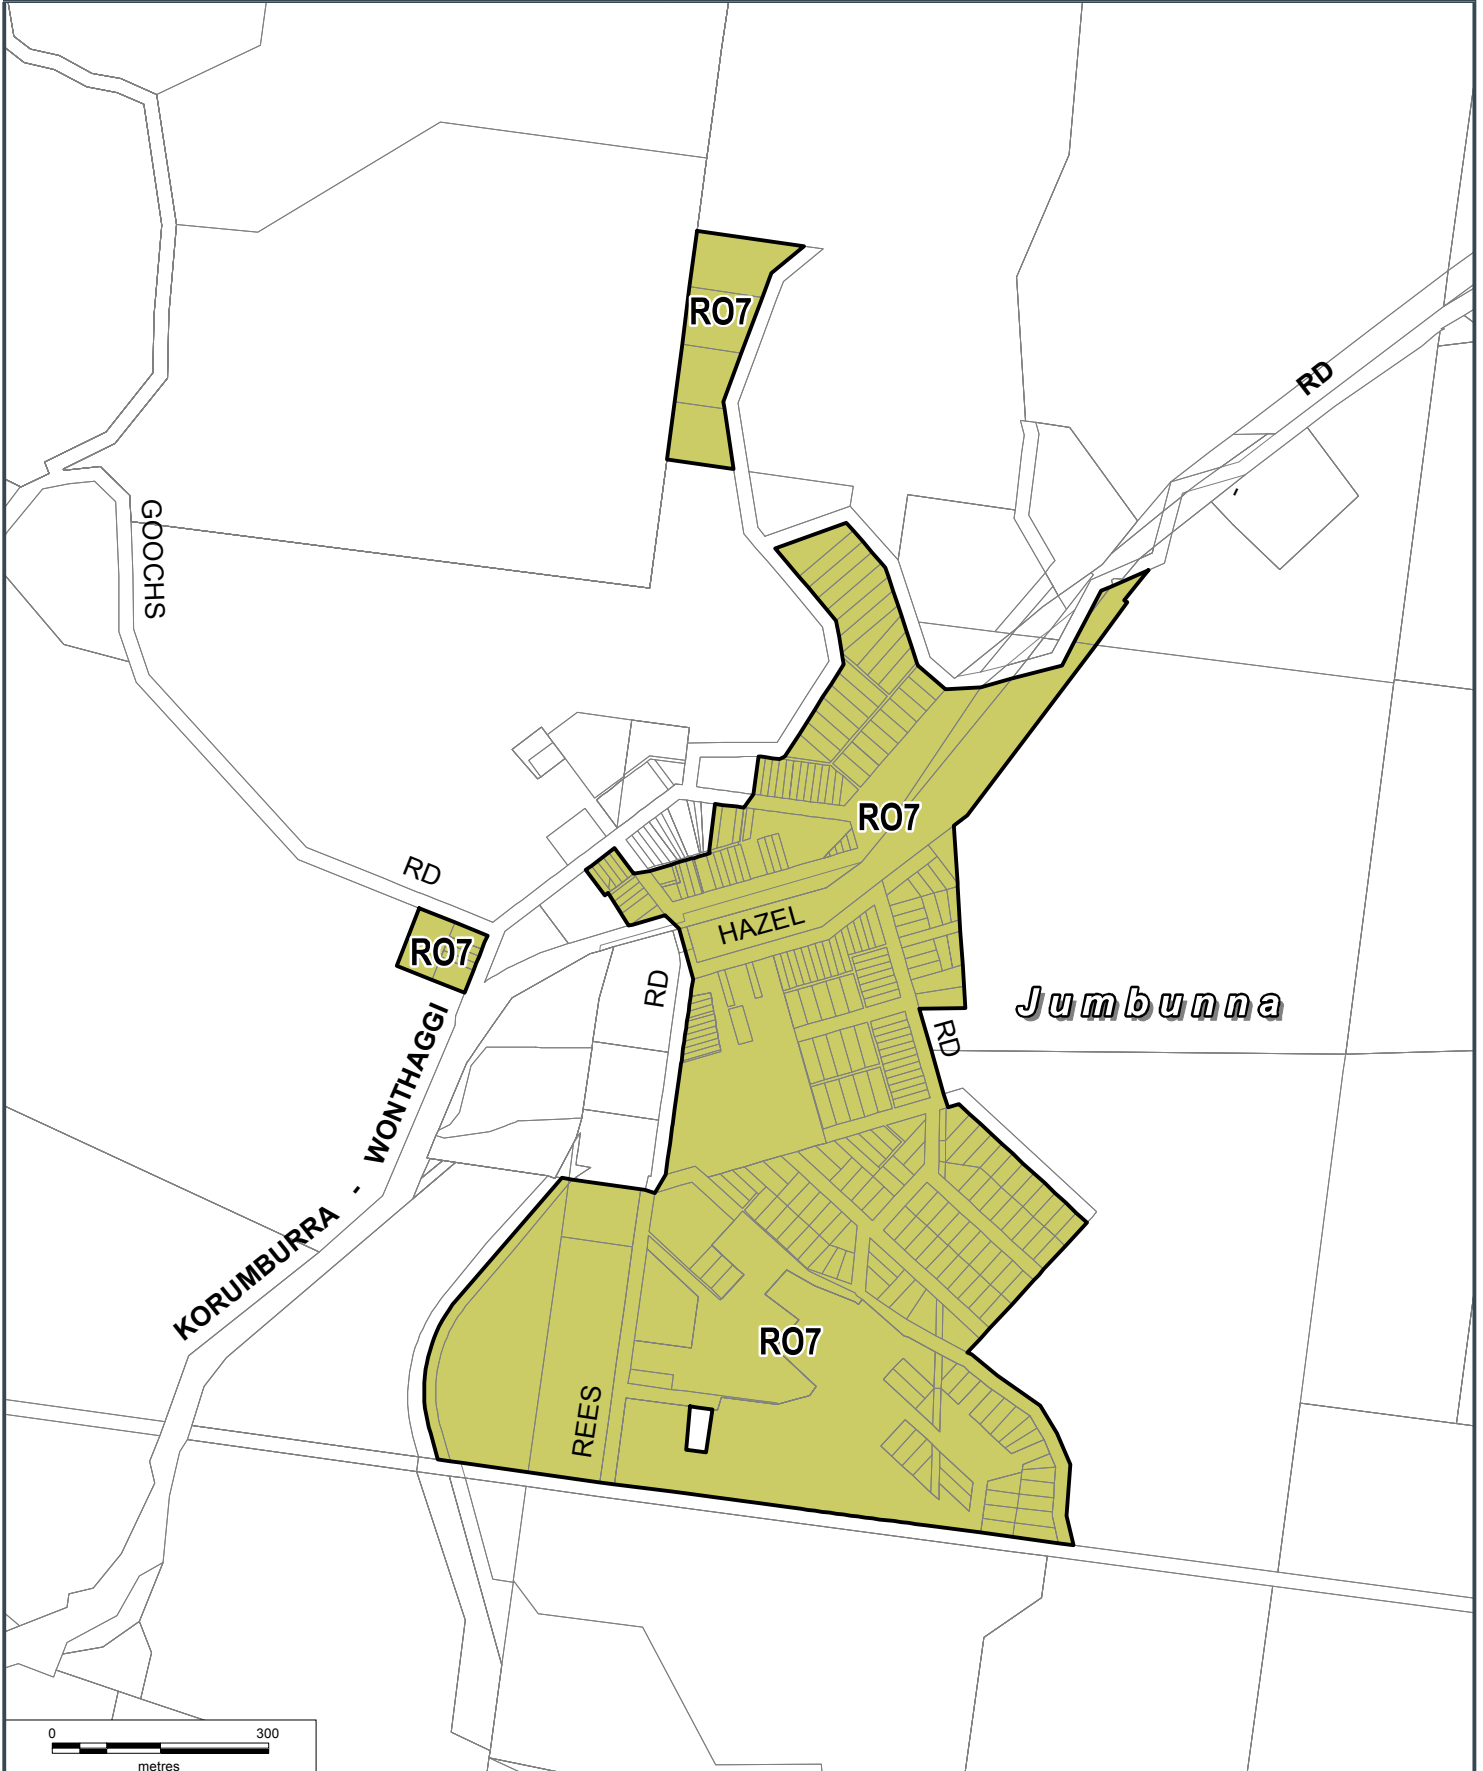 RO7
RD
GOOCHS
RO7
RD
HAZEL
RO7
RD
Jumbunna
RD
KORUMBURRA - WONTHAGGI
RO7
REES
0 300
metres